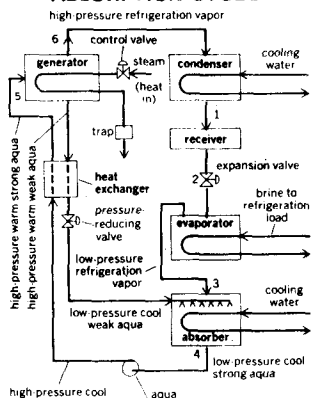 high-pressure refrigeration vapor
6
control valve
generator
steam
(heat
in)
condenser
cooling
water
5
trap
1
receiver
high-pressure warm strong aqua
high-pressure warm weak aqua
heat
exchanger
expansion valve
2
pressure-
reducing
valve
evaporator
brine to
refrigeration
load
low-pressure
refrigeration
vapor
3
cooling
water
low-pressure cool
weak aqua
absorber
4
low-pressure cool
strong aqua
high-pressure cool
aqua